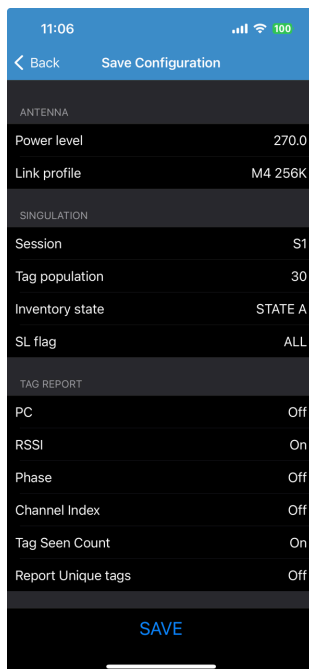 11:06
100
Back Save Configuration
ANTENNA
Power level 270.0
Link profile M4 256K
SINGULATION
Session S1
Tag population 30
Inventory state STATE A
SL flag ALL
TAG REPORT
PC Off
RSSI On
Phase Off
Channel Index Off
Tag Seen Count On
Report Unique tags Off
SAVE